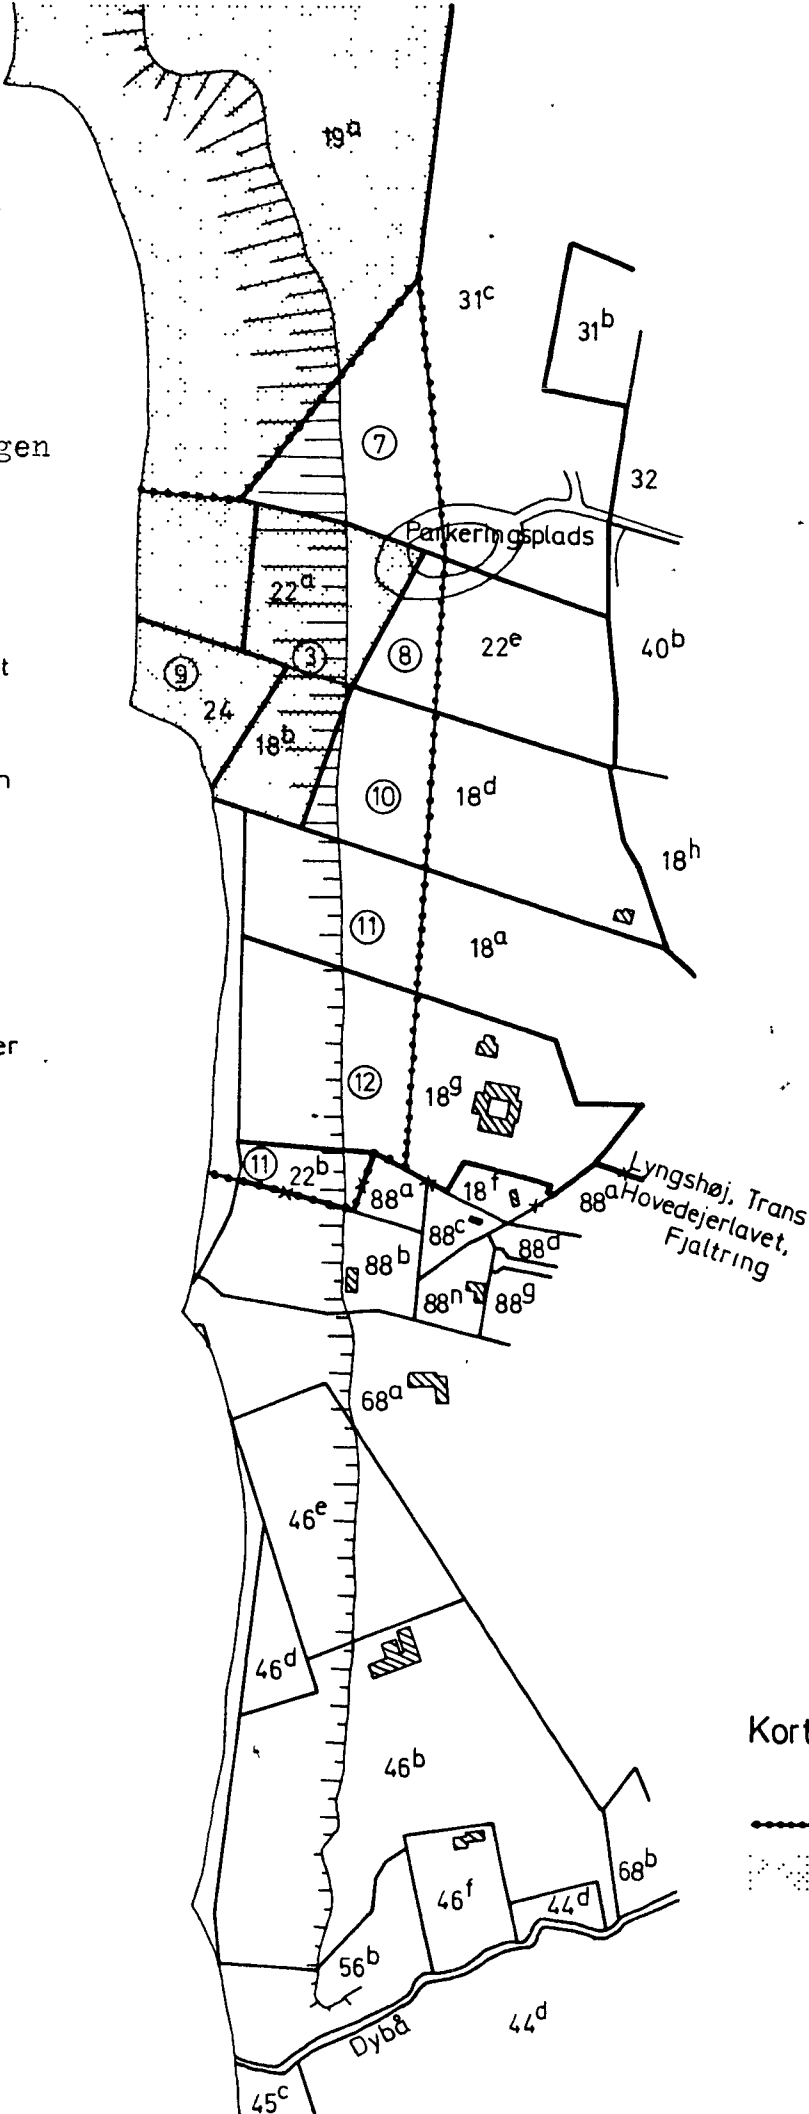 19a
31c
31b
gen
⑦
32
Parkeringsplads
22a
③
⑧
22e
40b
t
⑨
24
18b
n
⑩
18d
18h
⑪
18a
er
⑫
18g
⑪
22b
88a
18f
88a
Lyngshøj, Trans
Hovedejerlavet,
Fjaltring
88c
88d
88b
88n
88g
68a
46e
46d
Kort
46b
68b
46f
44d
56b
Dybå
44d
45c